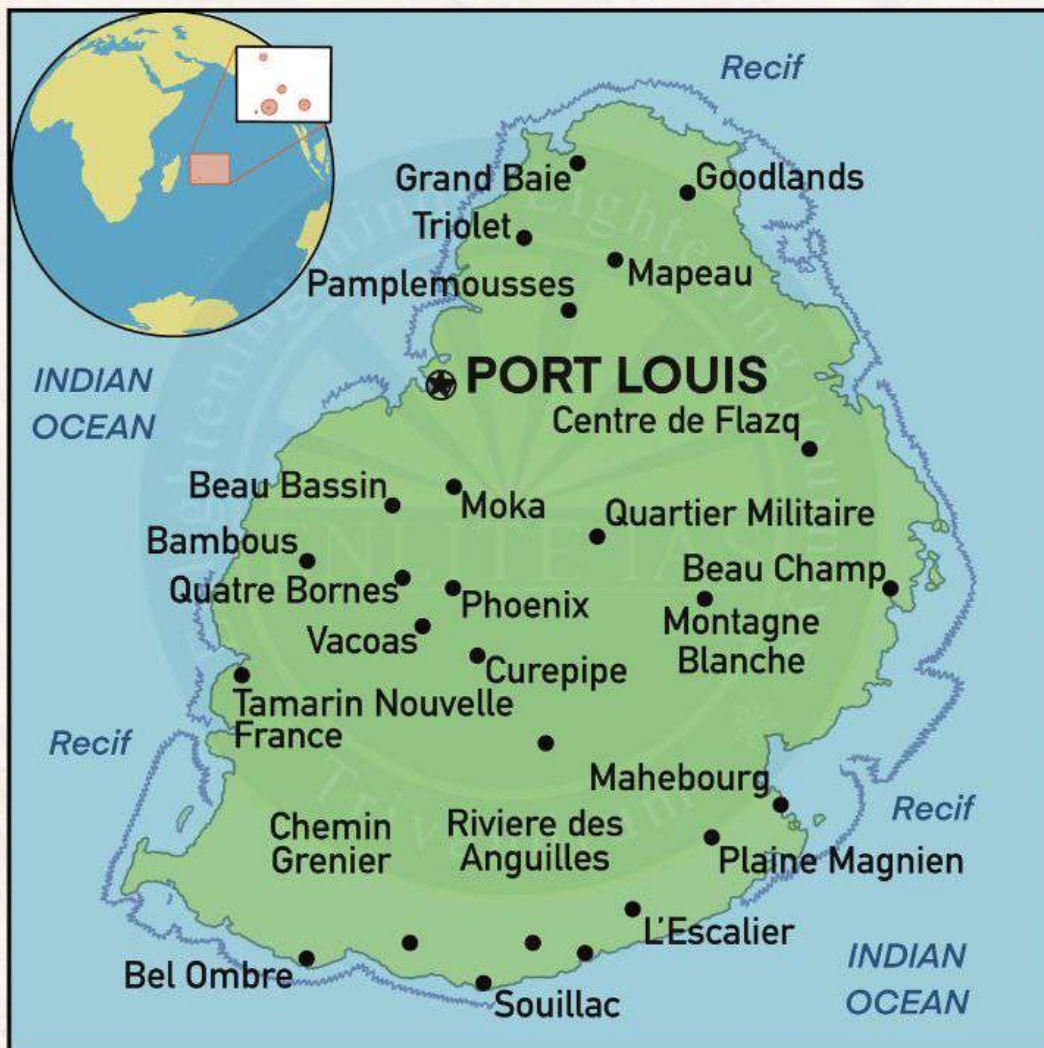 Recif
Grand Baie
Goodlands
Triolet
Mapeau
Pamplemousses
INDIAN
OCEAN
PORT LOUIS
Centre de Flazq
Beau Bassin
Moka
Quartier Militaire
Bambous
Beau Champ
Quatre Bornes
Phoenix
Montagne
Blanche
Vacoas
Curepipe
Tamarin Nouvelle
France
Recif
Mahebourg
Recif
Chemin
Grenier
Riviere des
Anguilles
Plaine Magnien
L'Escalier
Bel Ombre
Souillac
INDIAN
OCEAN
ENLITE IAS